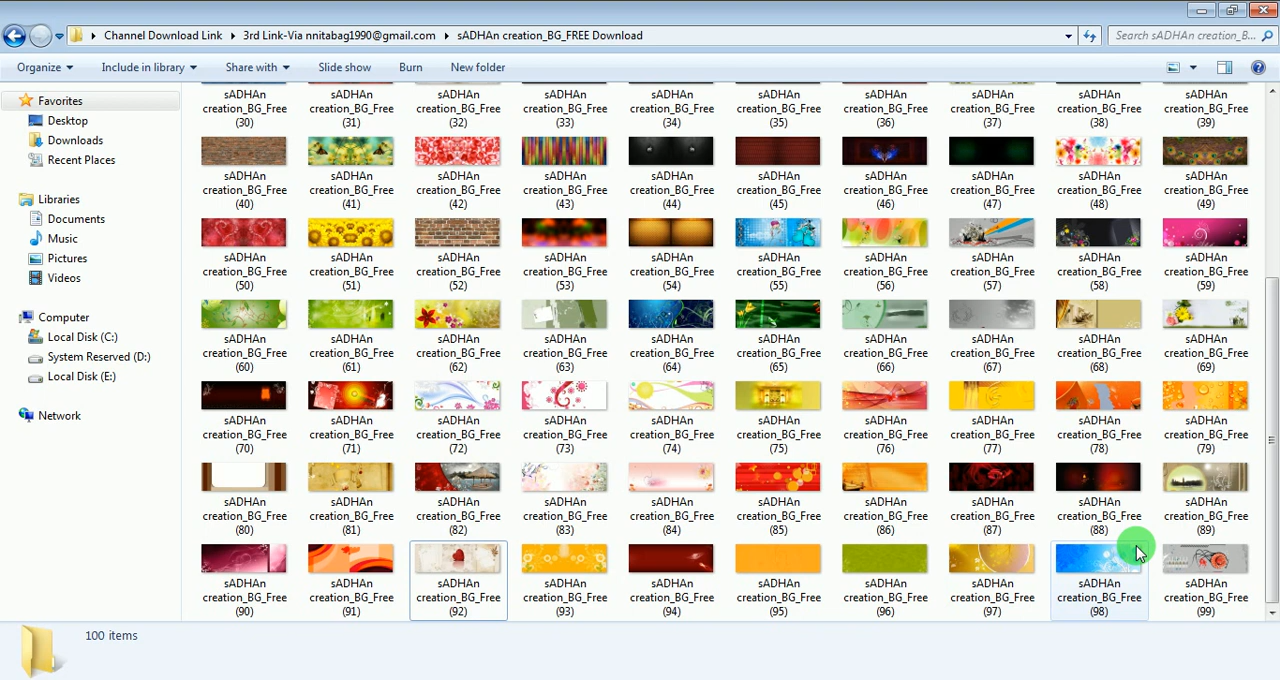 Channel Download Link 3rd Link-Via nnitabag1990@gmail.com sADHAn creation_BG_FREE Download Search sADHAn creation_B...
Organize Include in library Share with Slide show Burn New folder
Favorites
Desktop
Downloads
Recent Places
Libraries
Documents
Music
Pictures
Videos
Computer
Local Disk (C:)
System Reserved (D:)
Local Disk (E:)
Network
sADHAn sADHAn sADHAn sADHAn sADHAn sADHAn sADHAn sADHAn sADHAn sADHAn
creation_BG_Free creation_BG_Free creation_BG_Free creation_BG_Free creation_BG_Free creation_BG_Free creation_BG_Free creation_BG_Free creation_BG_Free creation_BG_Free
(30) (31) (32) (33) (34) (35) (36) (37) (38) (39)
sADHAn sADHAn sADHAn sADHAn sADHAn sADHAn sADHAn sADHAn sADHAn sADHAn
creation_BG_Free creation_BG_Free creation_BG_Free creation_BG_Free creation_BG_Free creation_BG_Free creation_BG_Free creation_BG_Free creation_BG_Free creation_BG_Free
(40) (41) (42) (43) (44) (45) (46) (47) (48) (49)
sADHAn sADHAn sADHAn sADHAn sADHAn sADHAn sADHAn sADHAn sADHAn sADHAn
creation_BG_Free creation_BG_Free creation_BG_Free creation_BG_Free creation_BG_Free creation_BG_Free creation_BG_Free creation_BG_Free creation_BG_Free creation_BG_Free
(50) (51) (52) (53) (54) (55) (56) (57) (58) (59)
sADHAn sADHAn sADHAn sADHAn sADHAn sADHAn sADHAn sADHAn sADHAn sADHAn
creation_BG_Free creation_BG_Free creation_BG_Free creation_BG_Free creation_BG_Free creation_BG_Free creation_BG_Free creation_BG_Free creation_BG_Free creation_BG_Free
(60) (61) (62) (63) (64) (65) (66) (67) (68) (69)
sADHAn sADHAn sADHAn sADHAn sADHAn sADHAn sADHAn sADHAn sADHAn sADHAn
creation_BG_Free creation_BG_Free creation_BG_Free creation_BG_Free creation_BG_Free creation_BG_Free creation_BG_Free creation_BG_Free creation_BG_Free creation_BG_Free
(70) (71) (72) (73) (74) (75) (76) (77) (78) (79)
sADHAn sADHAn sADHAn sADHAn sADHAn sADHAn sADHAn sADHAn sADHAn sADHAn
creation_BG_Free creation_BG_Free creation_BG_Free creation_BG_Free creation_BG_Free creation_BG_Free creation_BG_Free creation_BG_Free creation_BG_Free creation_BG_Free
(80) (81) (82) (83) (84) (85) (86) (87) (88) (89)
sADHAn sADHAn sADHAn sADHAn sADHAn sADHAn sADHAn sADHAn sADHAn sADHAn
creation_BG_Free creation_BG_Free creation_BG_Free creation_BG_Free creation_BG_Free creation_BG_Free creation_BG_Free creation_BG_Free creation_BG_Free creation_BG_Free
(90) (91) (92) (93) (94) (95) (96) (97) (98) (99)
100 items